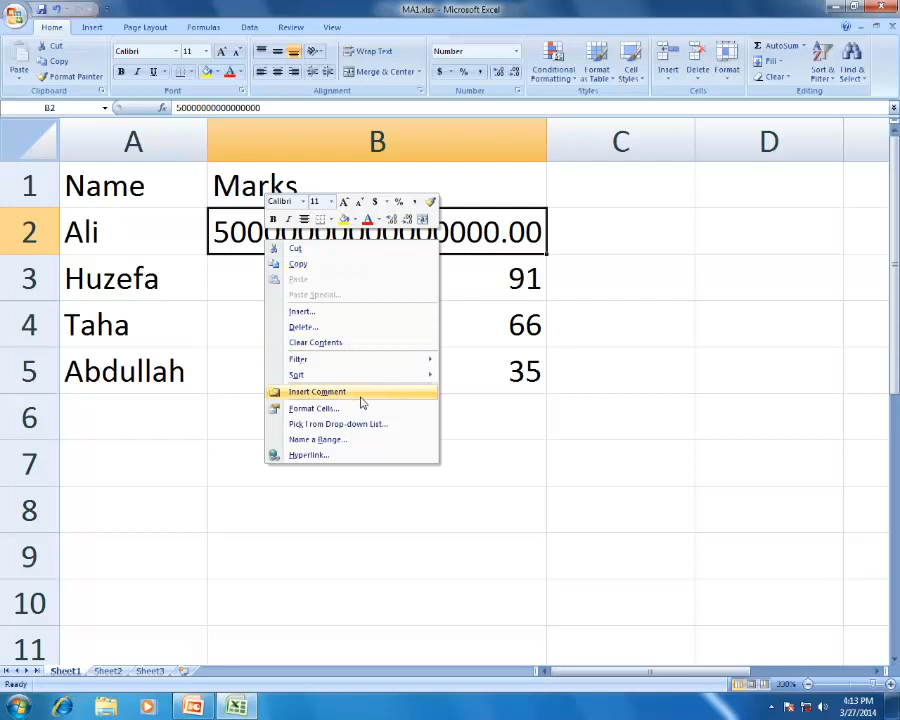 MA1.xlsx - Microsoft Excel
Home Insert Page Layout Formulas Data Review View
Paste
Cut
Copy
Format Painter
Clipboard
Calibri 11
B I U
Font
Wrap Text
Merge & Center
Alignment
Number
$ % ,
Number
Conditional Formatting
Format as Table
Cell Styles
Styles
Insert Delete Format
Cells
Σ AutoSum
Fill
Clear
Sort & Filter
Find & Select
Editing
B2 fx
A B C D
1 Name Marks
2 Ali
3 Huzefa 91
4 Taha 66
5 Abdullah 35
6
7
8
9
10
11
Calibri 11 A A $ % ,
B I A
Cut
Copy
Paste
Paste Special...
Insert...
Delete...
Clear Contents
Filter
Sort
Insert Comment
Format Cells...
Pick From Drop-down List...
Name a Range...
Hyperlink...
Sheet1 Sheet2 Sheet3
Ready 330%
4:13 PM
3/27/2014